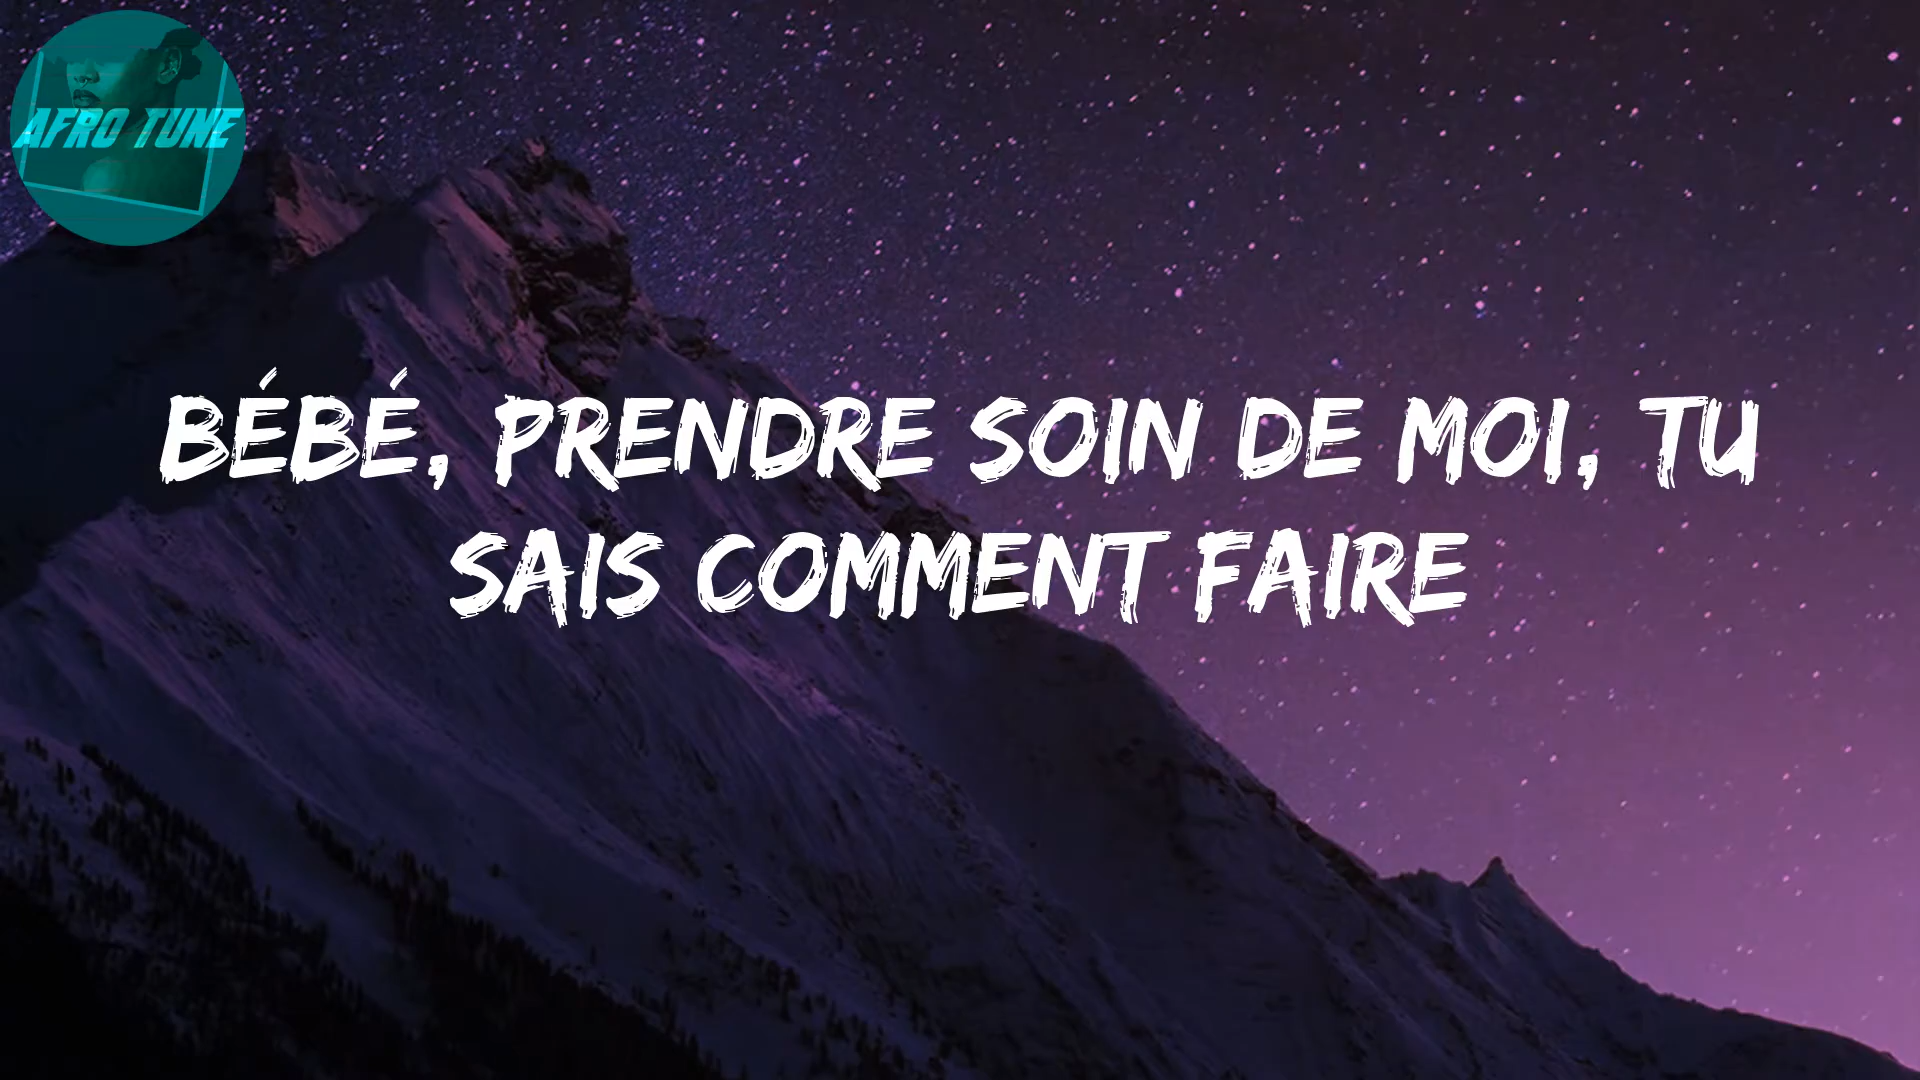 AFRO TUNE
BÉBÉ, PRENDRE SOIN DE MOI, TU
SAIS COMMENT FAIRE